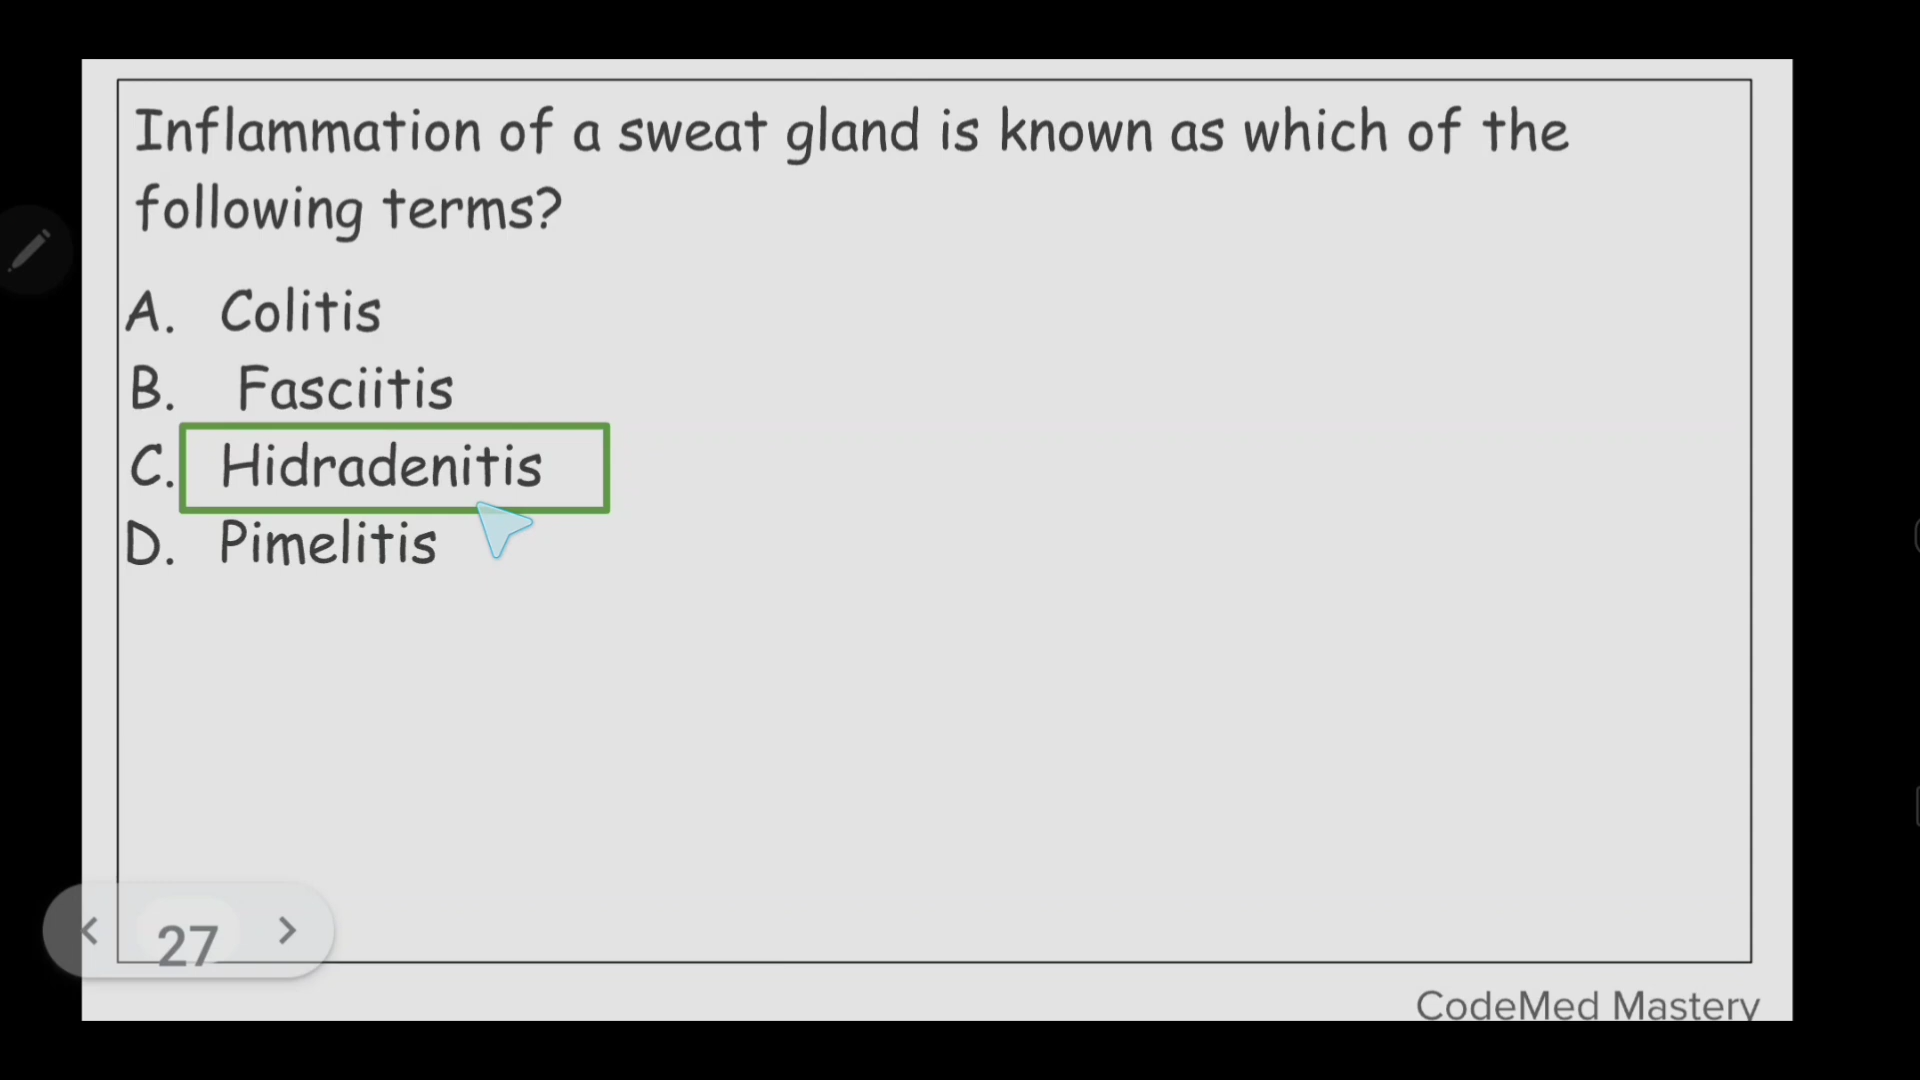 Inflammation of a sweat gland is known as which of the
following terms?
A. Colitis
B. Fasciitis
C. Hidradenitis
D. Pimelitis
27
CodeMed Mastery